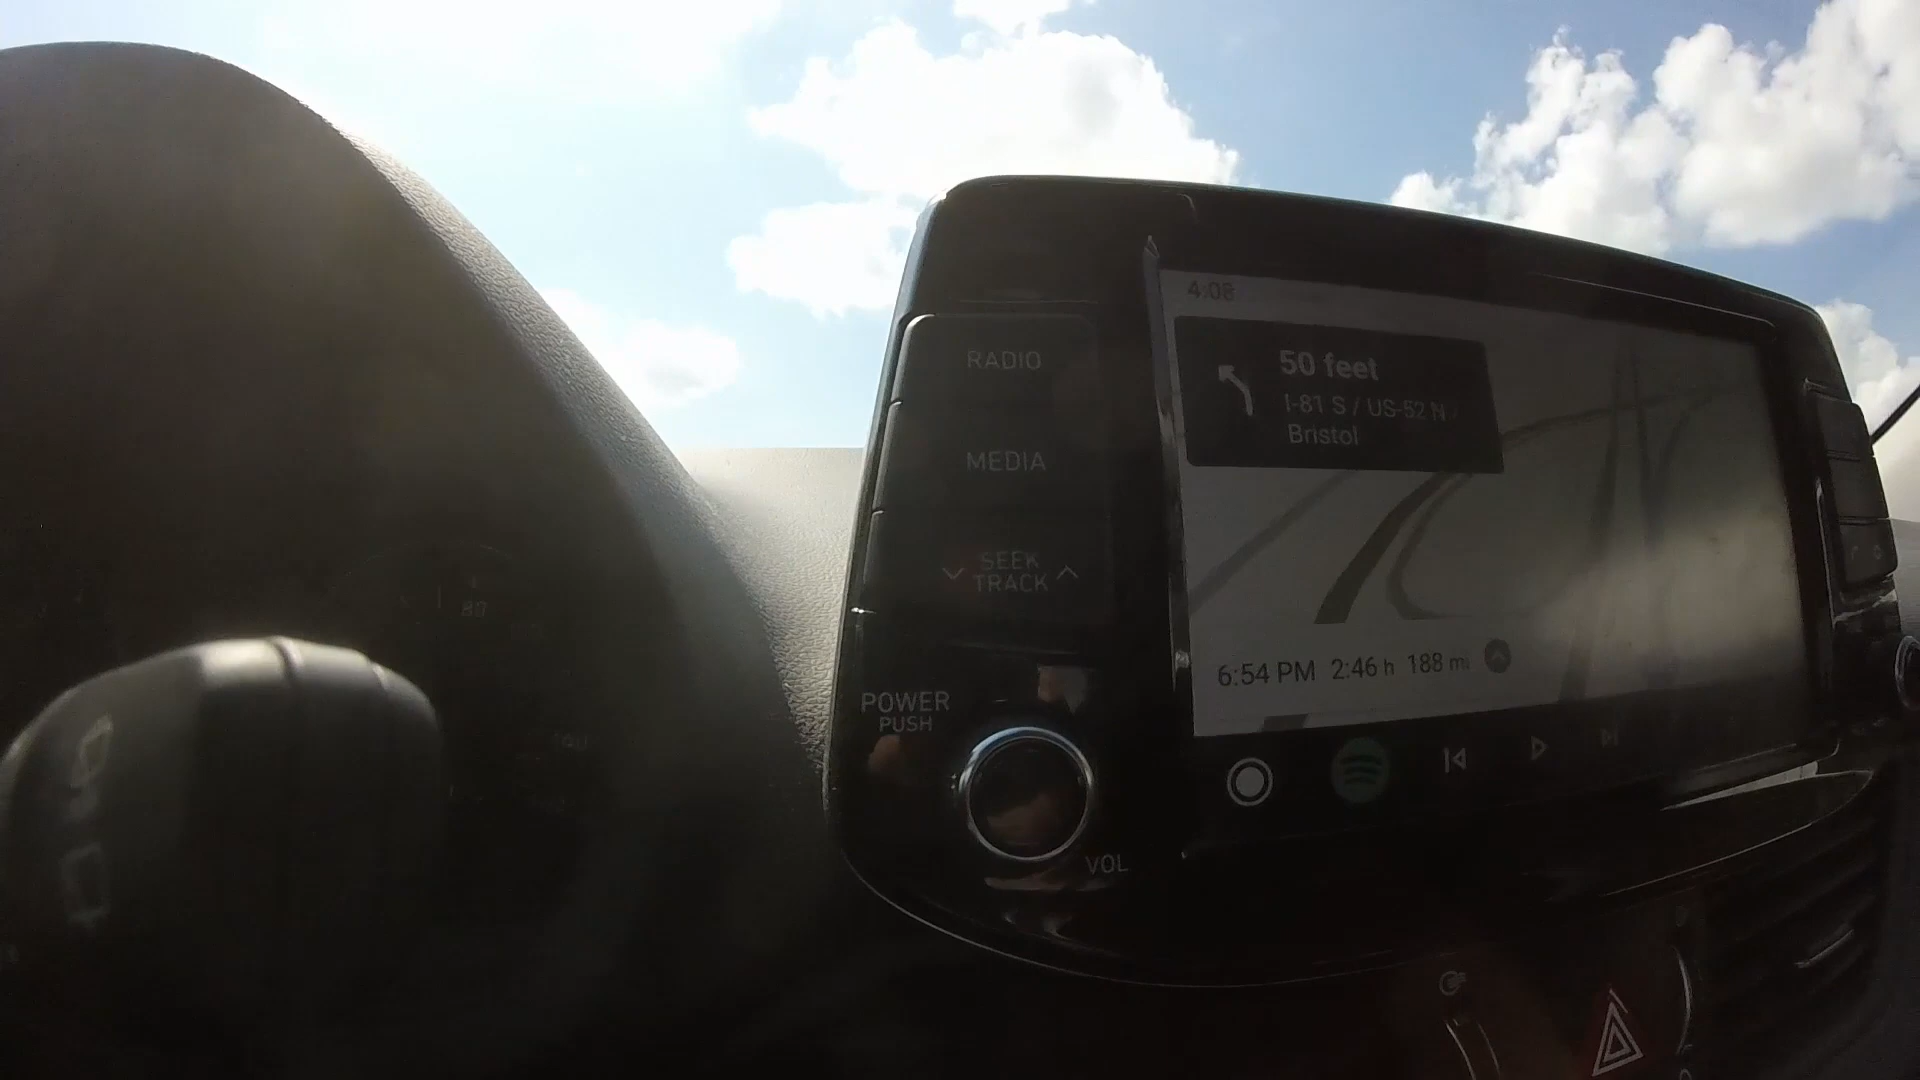 4:08
50 feet
I-81 S / US-52 N /
Bristol
RADIO
MEDIA
SEEK
TRACK
6:54 PM 2:46 h 188 mi
POWER
PUSH
VOL
80